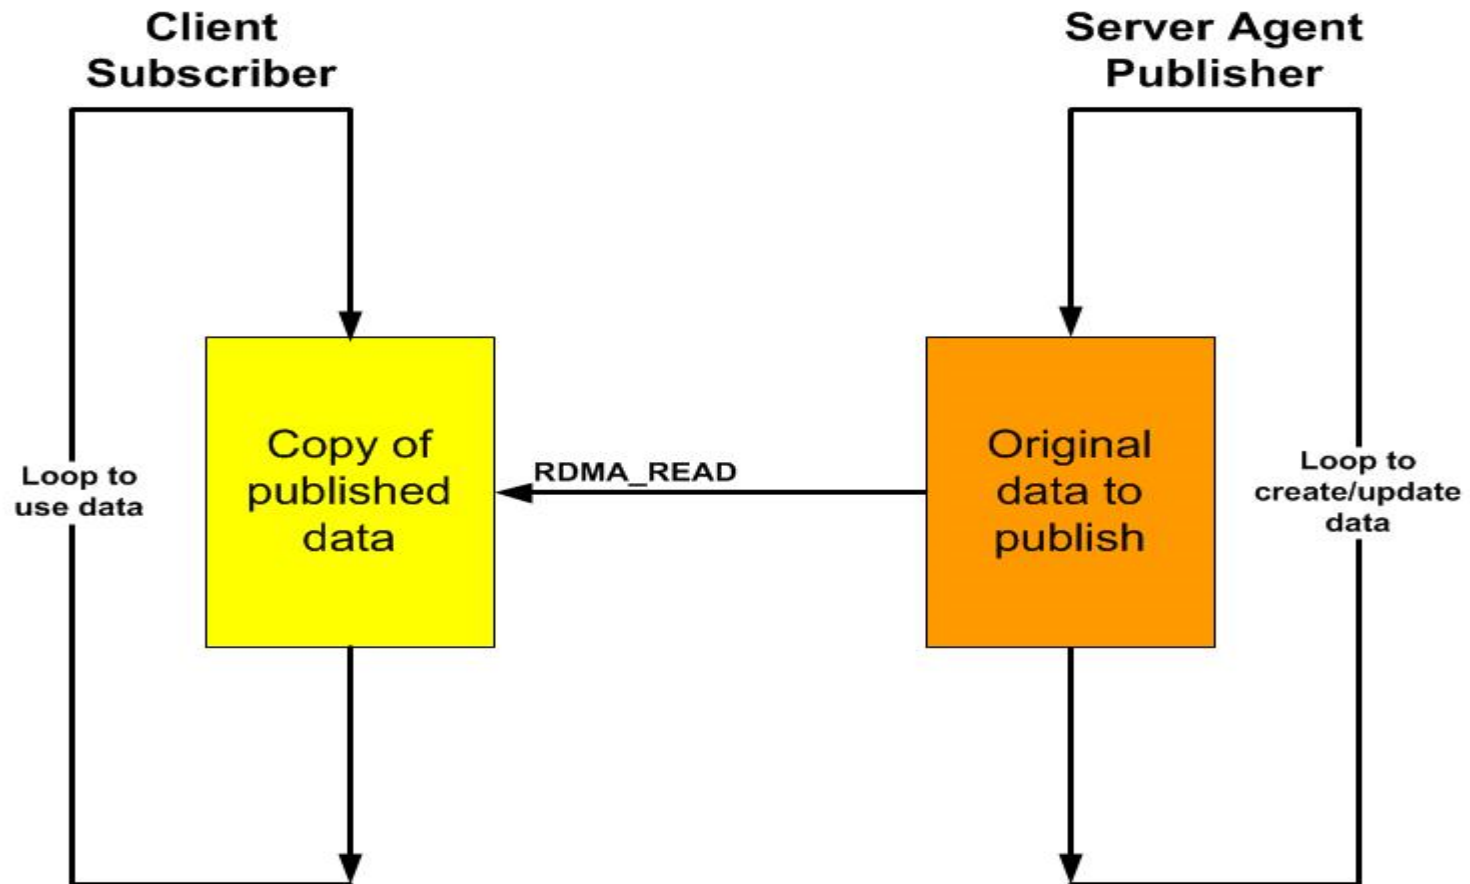 Client
Subscriber
Server Agent
Publisher
Loop to
use data
Copy of
published
data
RDMA_READ
Original
data to
publish
Loop to
create/update
data